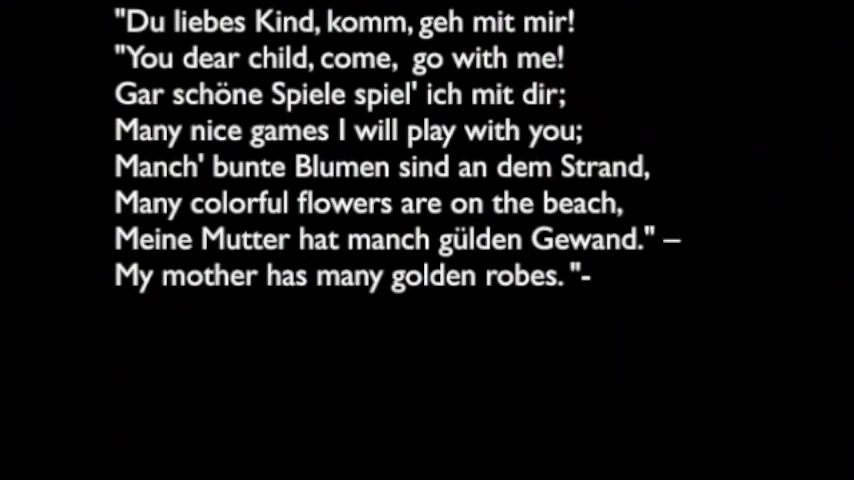 "Du liebes Kind, komm, geh mit mir!
"You dear child, come, go with me!
Gar schöne Spiele spiel' ich mit dir;
Many nice games I will play with you;
Manch' bunte Blumen sind an dem Strand,
Many colorful flowers are on the beach,
Meine Mutter hat manch gülden Gewand." –
My mother has many golden robes. "-